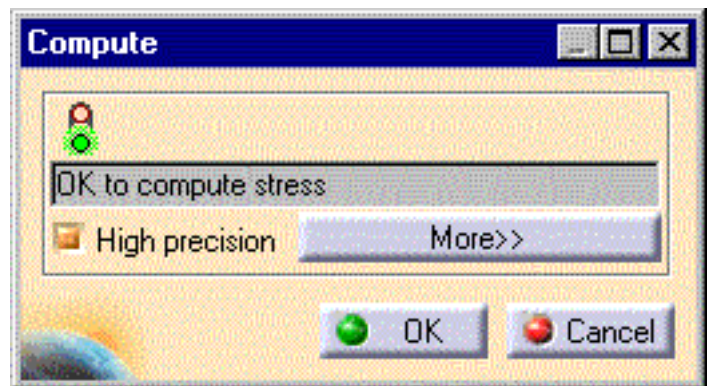 Compute
OK to compute stress
High precision More>>
OK Cancel